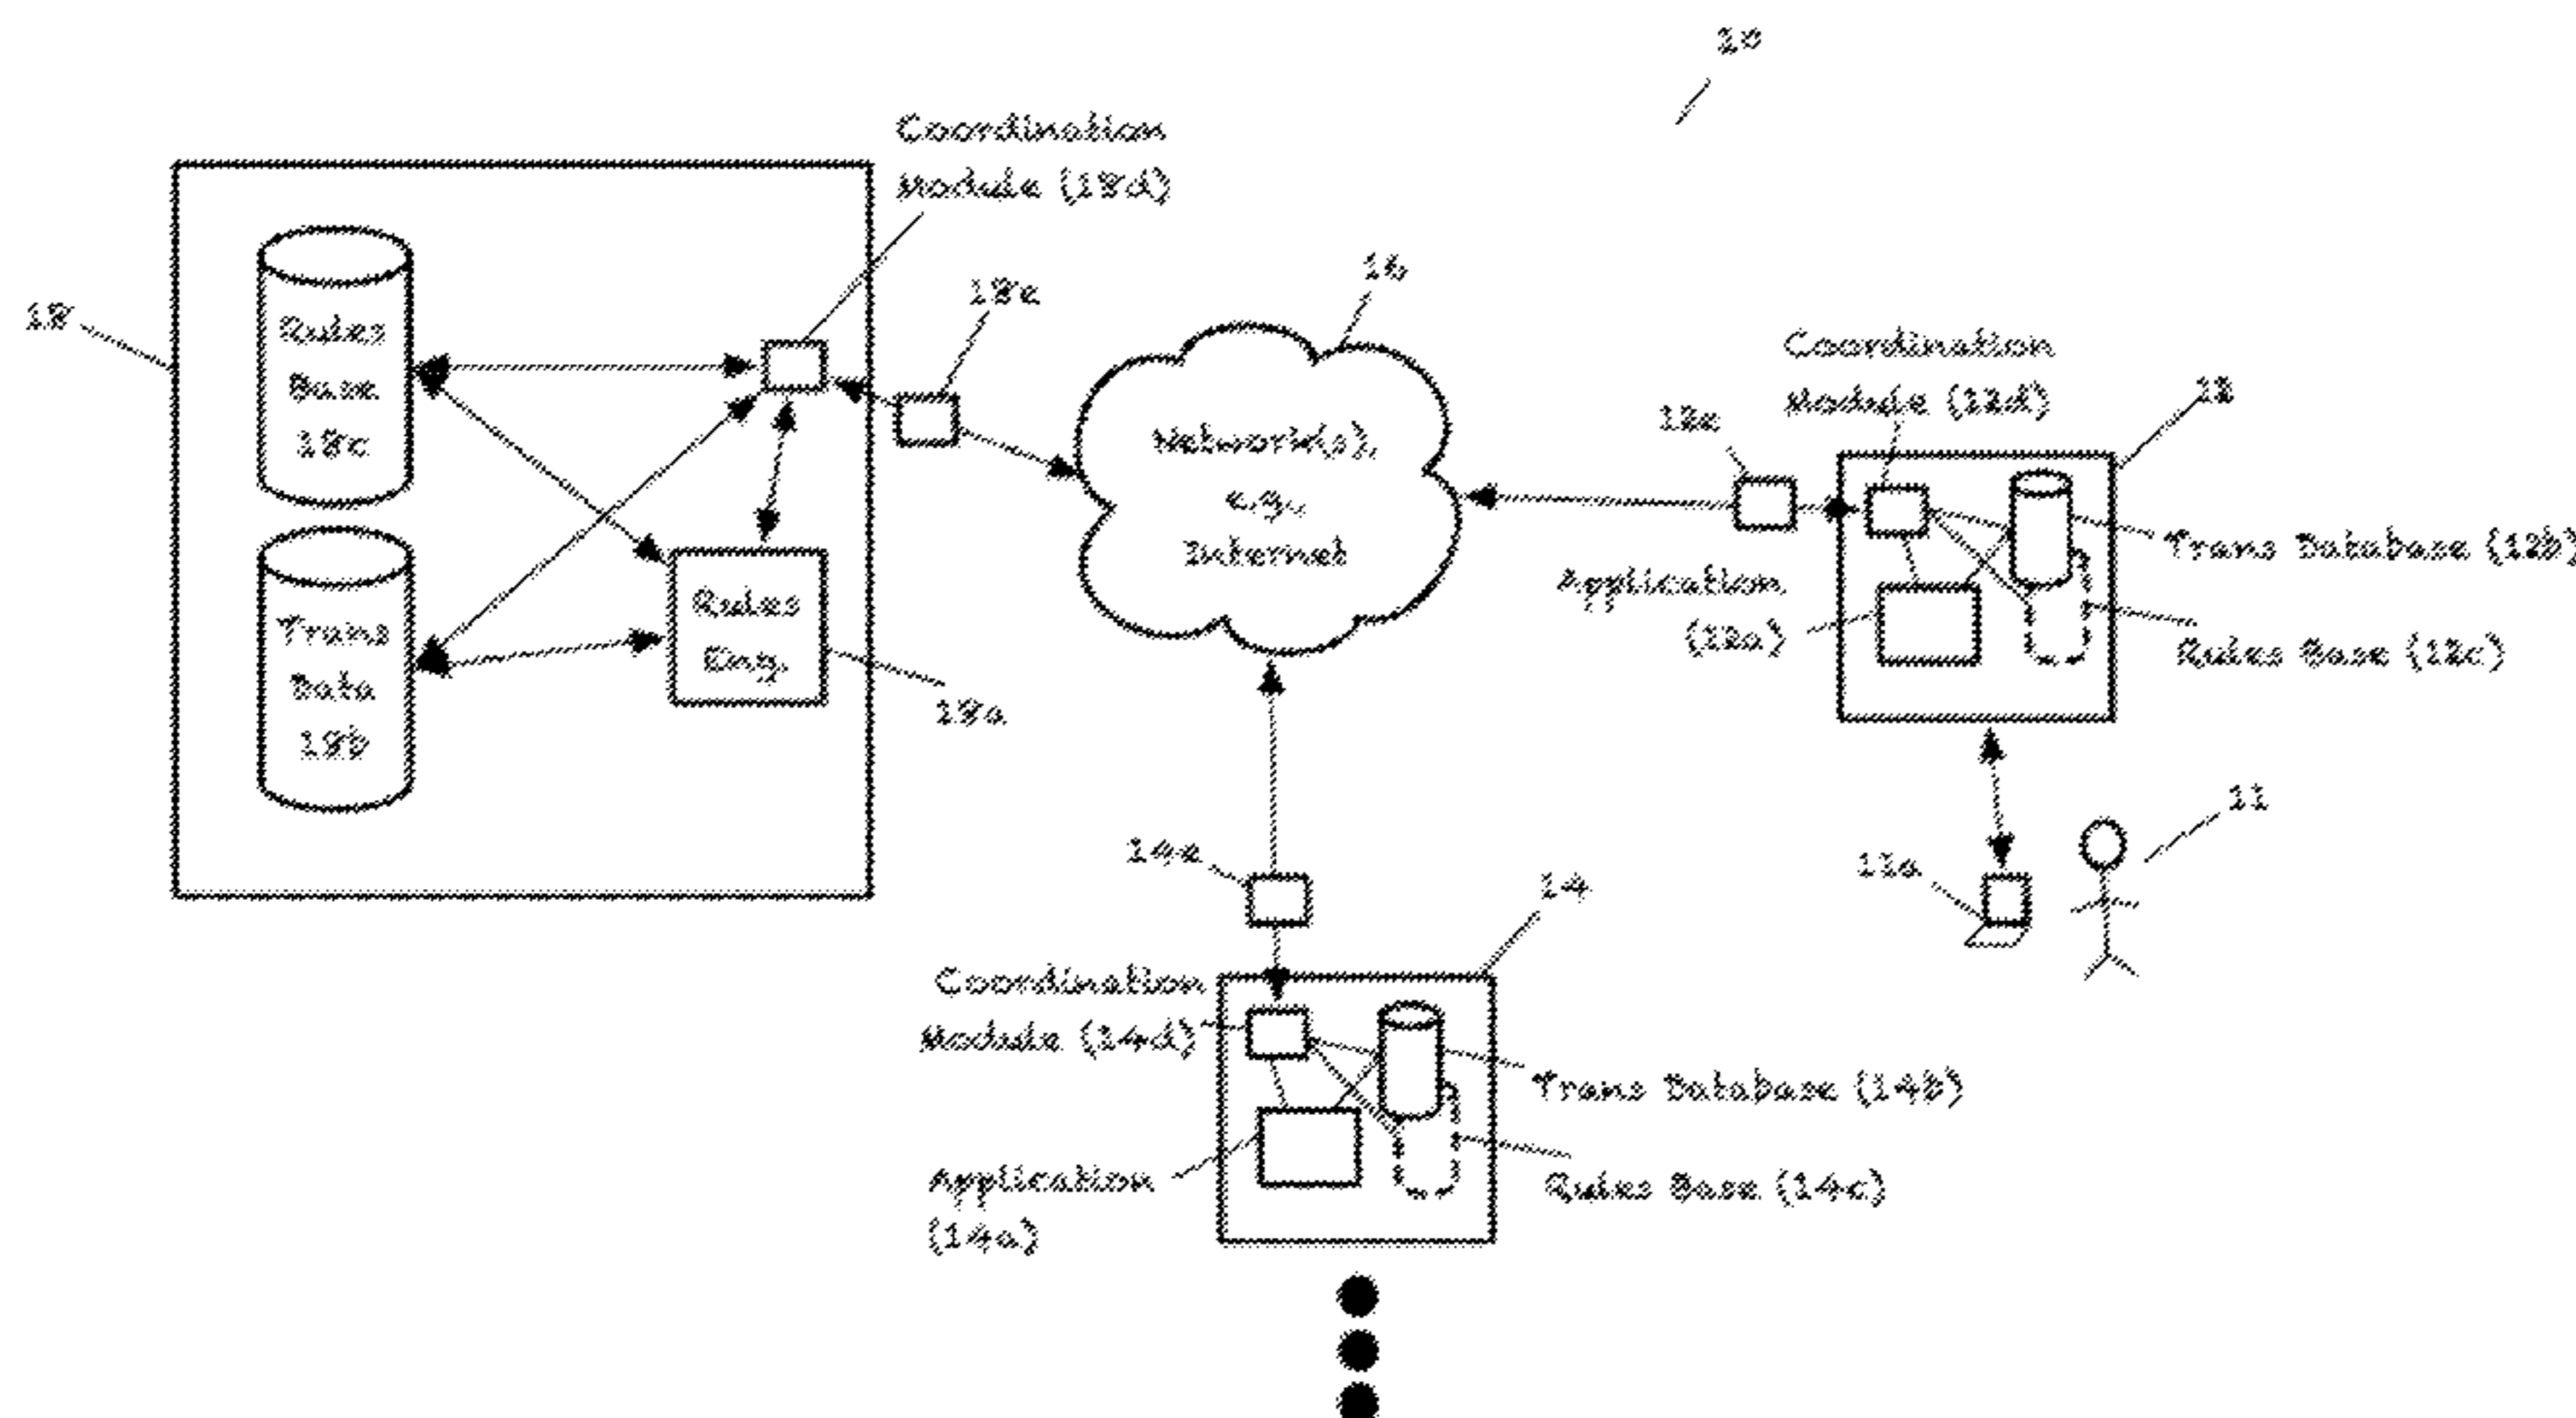 10
Coordination
Module (18d)
18
18e
16
Rules
Base
18c
Trans
Data
18b
Rules
Eng.
18a
Network(s),
e.g.,
Internet
Coordination
Module (12d)
12
12e
Trans Database (12b)
Application
(12a)
Rules Base (12c)
11
11a
14e
14
Coordination
Module (14d)
Trans Database (14b)
Application
(14a)
Rules Base (14c)